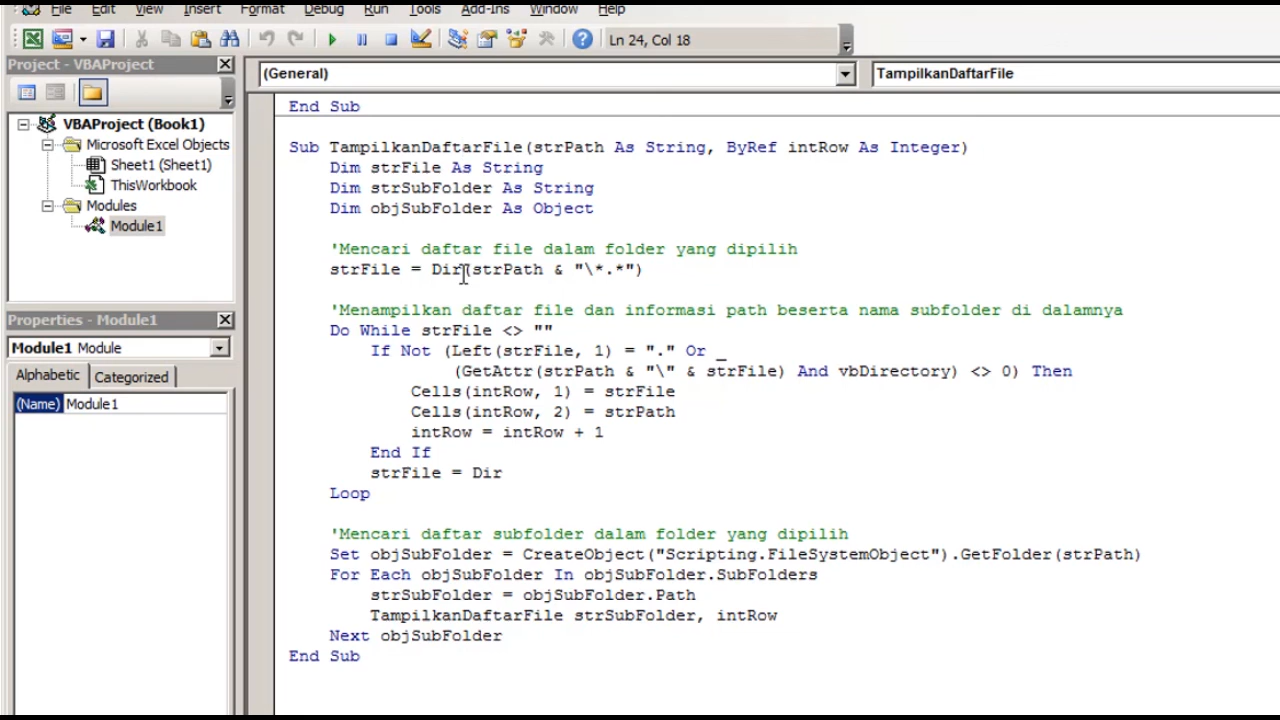 File Edit View Insert Format Debug Run Tools Add-Ins Window Help
Ln 24, Col 18
Project - VBAProject
VBAProject (Book1)
Microsoft Excel Objects
Sheet1 (Sheet1)
ThisWorkbook
Modules
Module1
Properties - Module1
Module1 Module
Alphabetic Categorized
(Name) Module1
(General) TampilkanDaftarFile
End Sub
Sub TampilkanDaftarFile(strPath As String, ByRef intRow As Integer)
Dim strFile As String
Dim strSubFolder As String
Dim objSubFolder As Object
'Mencari daftar file dalam folder yang dipilih
strFile = Dir(strPath & "\*.*")
'Menampilkan daftar file dan informasi path beserta nama subfolder di dalamnya
Do While strFile <> ""
If Not (Left(strFile, 1) = "." Or _
(GetAttr(strPath & "\" & strFile) And vbDirectory) <> 0) Then
Cells(intRow, 1) = strFile
Cells(intRow, 2) = strPath
intRow = intRow + 1
End If
strFile = Dir
Loop
'Mencari daftar subfolder dalam folder yang dipilih
Set objSubFolder = CreateObject("Scripting.FileSystemObject").GetFolder(strPath)
For Each objSubFolder In objSubFolder.SubFolders
strSubFolder = objSubFolder.Path
TampilkanDaftarFile strSubFolder, intRow
Next objSubFolder
End Sub